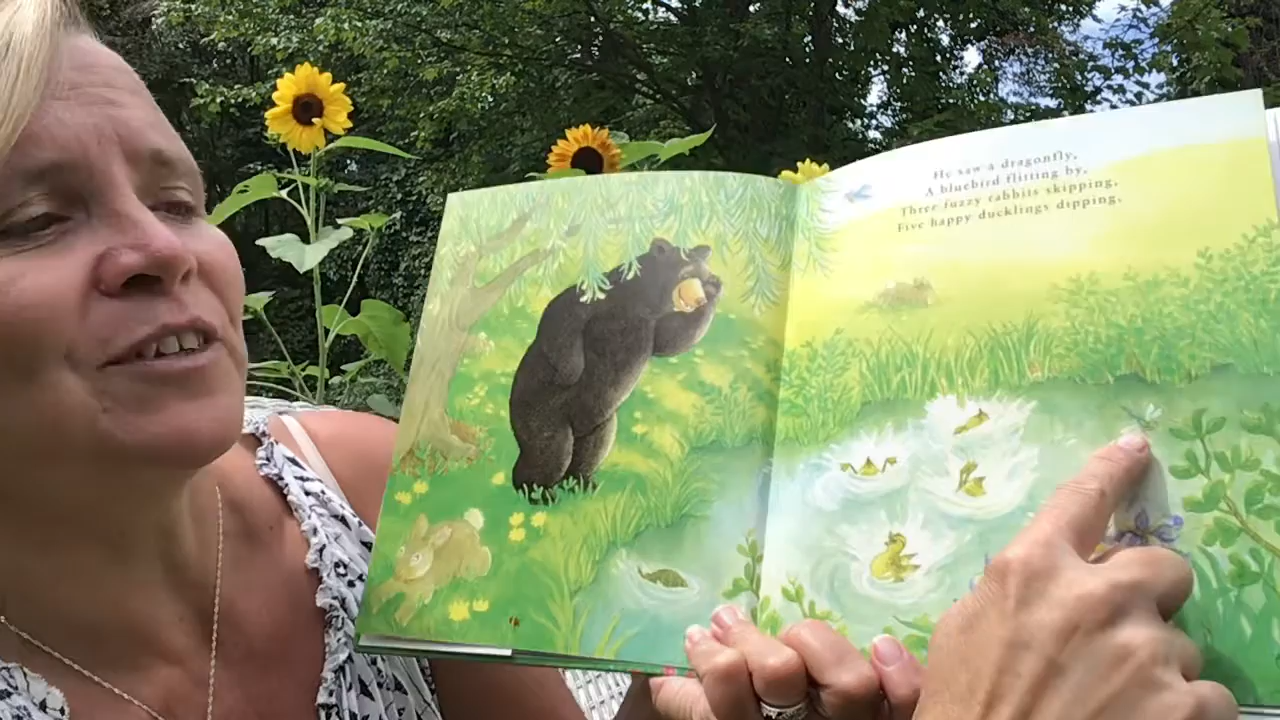 He saw a dragonfly,
A bluebird flitting by,
Three fuzzy rabbits skipping,
Five happy ducklings dipping,